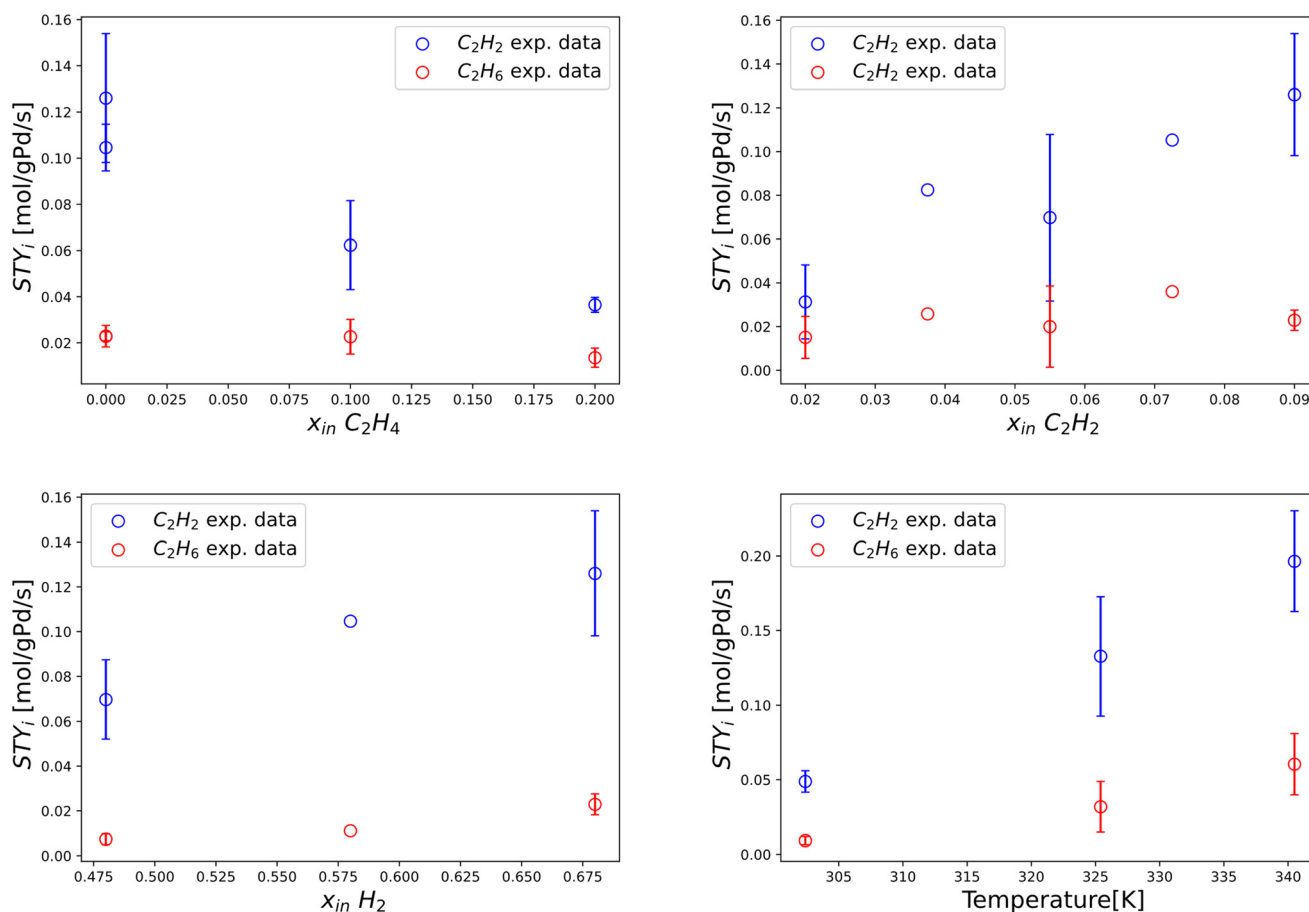 0.16
0.14
0.12
0.10
0.08
0.06
0.04
0.02
STYᵢ [mol/gPd/s]
C₂H₂ exp. data
C₂H₆ exp. data
0.000 0.025 0.050 0.075 0.100 0.125 0.150 0.175 0.200
xᵢₙ C₂H₄
0.16
0.14
0.12
0.10
0.08
0.06
0.04
0.02
0.00
STYᵢ [mol/gPd/s]
C₂H₂ exp. data
C₂H₂ exp. data
0.02 0.03 0.04 0.05 0.06 0.07 0.08 0.09
xᵢₙ C₂H₂
0.16
0.14
0.12
0.10
0.08
0.06
0.04
0.02
0.00
STYᵢ [mol/gPd/s]
C₂H₂ exp. data
C₂H₆ exp. data
0.475 0.500 0.525 0.550 0.575 0.600 0.625 0.650 0.675
xᵢₙ H₂
0.20
0.15
0.10
0.05
0.00
STYᵢ [mol/gPd/s]
C₂H₂ exp. data
C₂H₆ exp. data
305 310 315 320 325 330 335 340
Temperature[K]